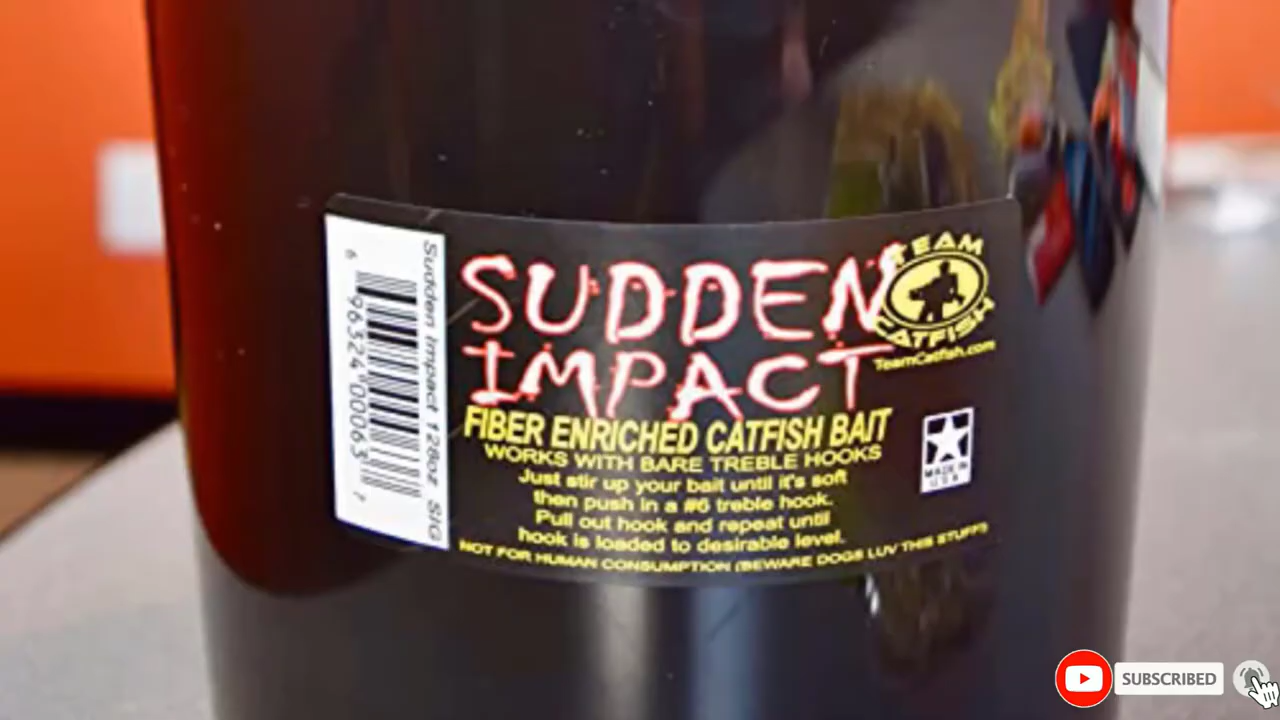 SUDDEN
IMPACT
TEAM
CATFISH
TeamCatfish.com
FIBER ENRICHED CATFISH BAIT
WORKS WITH BARE TREBLE HOOKS
Just stir up your bait until it's soft
then push in a #6 treble hook.
Pull out hook and repeat until
hook is loaded to desirable level.
NOT FOR HUMAN CONSUMPTION (BEWARE DOGS LUV THIS STUFF)
MADE IN
U.S.A
Sudden Impact 128oz SIG
6 96324 00063 7
SUBSCRIBED